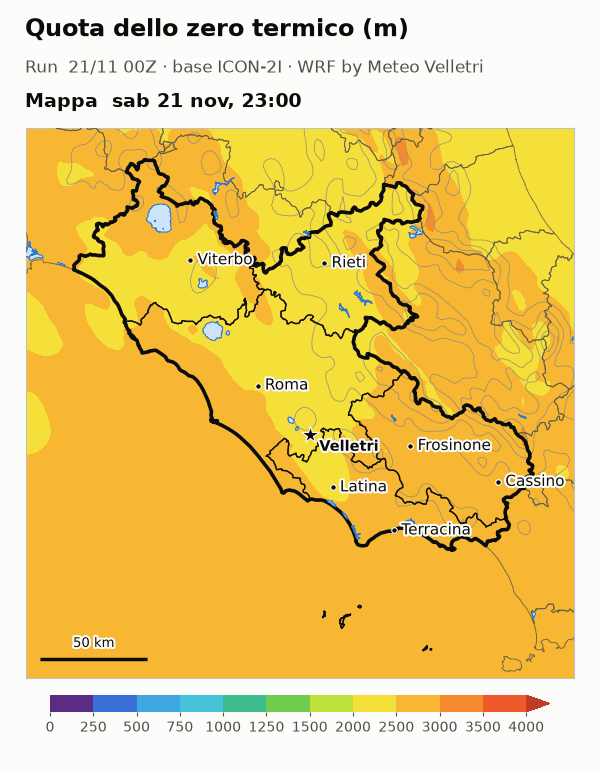 Quota dello zero termico (m)
Run 21/11 00Z · base ICON-2I · WRF by Meteo Velletri
Mappa sab 21 nov, 23:00
Viterbo
Rieti
Roma
Velletri
Frosinone
Cassino
Latina
Terracina
50 km
0 250 500 750 1000 1250 1500 2000 2500 3000 3500 4000